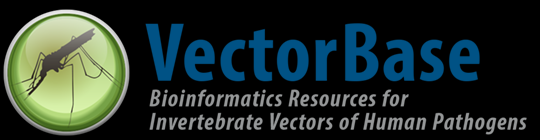 VectorBase
Bioinformatics Resources for
Invertebrate Vectors of Human Pathogens